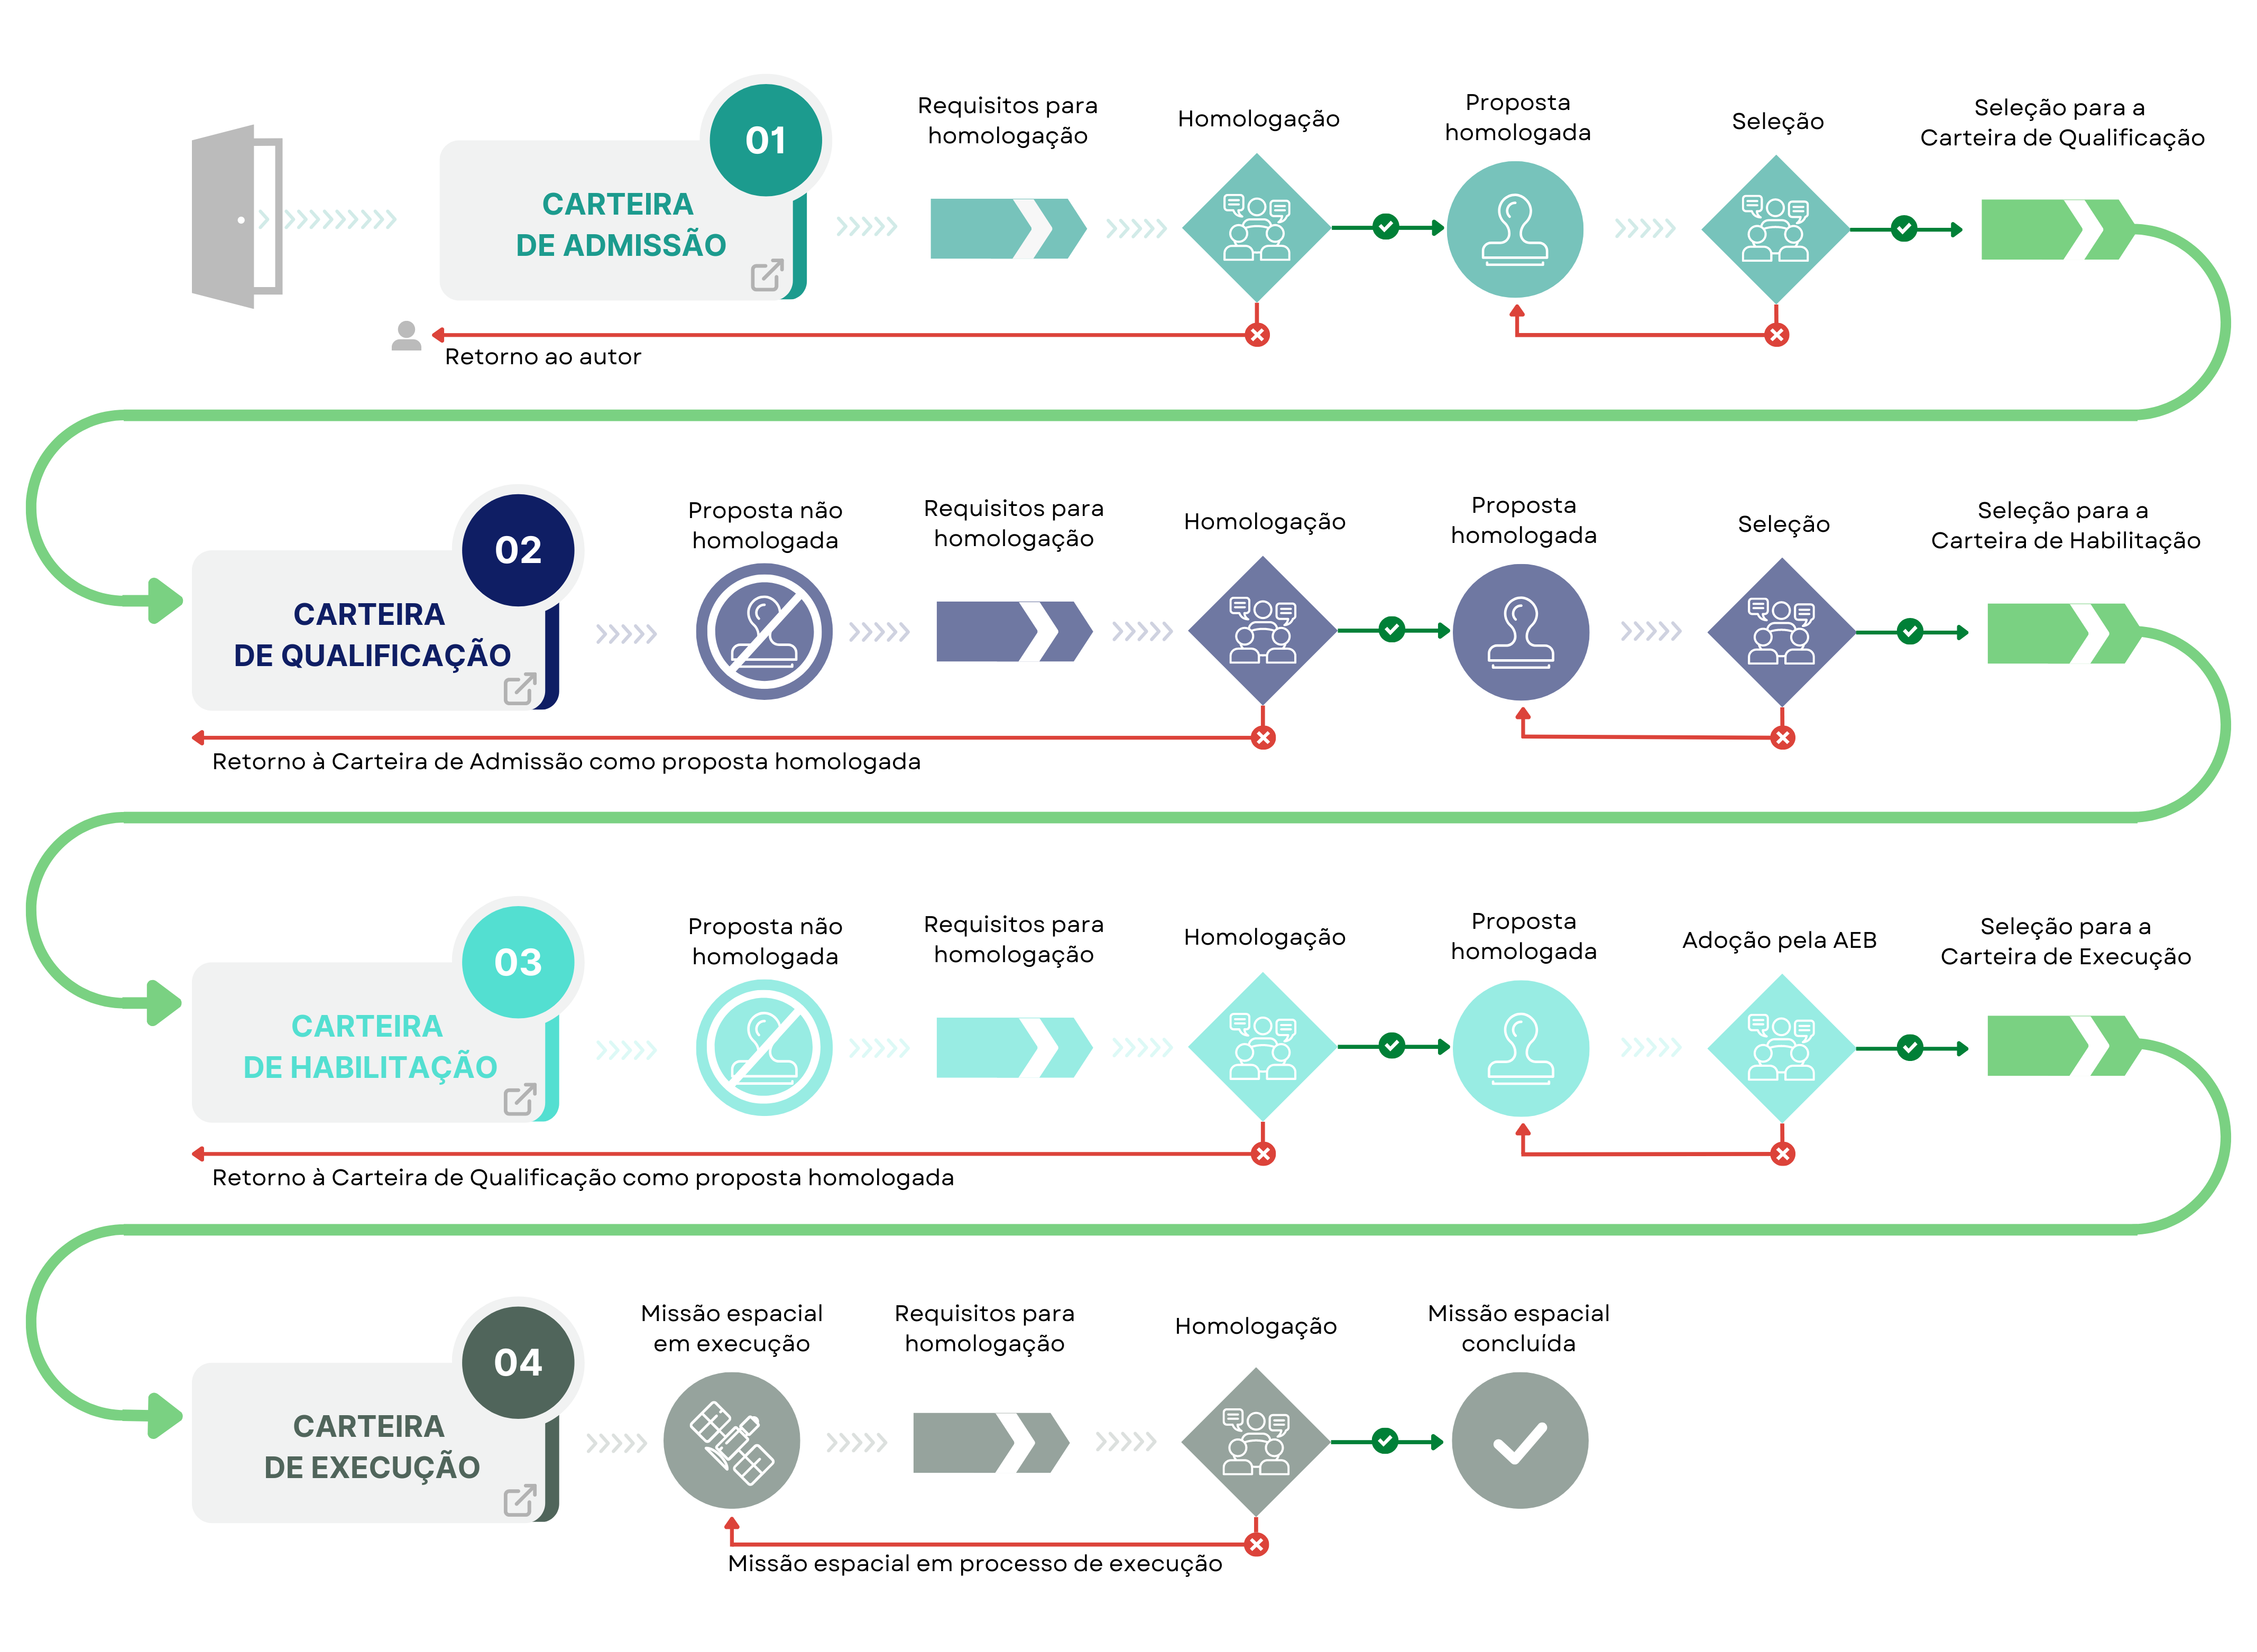 01
CARTEIRA
DE ADMISSÃO
Requisitos para
homologação
Homologação
Proposta
homologada
Seleção
Seleção para a
Carteira de Qualificação
Retorno ao autor
02
CARTEIRA
DE QUALIFICAÇÃO
Proposta não
homologada
Requisitos para
homologação
Homologação
Proposta
homologada
Seleção
Seleção para a
Carteira de Habilitação
Retorno à Carteira de Admissão como proposta homologada
03
CARTEIRA
DE HABILITAÇÃO
Proposta não
homologada
Requisitos para
homologação
Homologação
Proposta
homologada
Adoção pela AEB
Seleção para a
Carteira de Execução
Retorno à Carteira de Qualificação como proposta homologada
04
CARTEIRA
DE EXECUÇÃO
Missão espacial
em execução
Requisitos para
homologação
Homologação
Missão espacial
concluída
Missão espacial em processo de execução